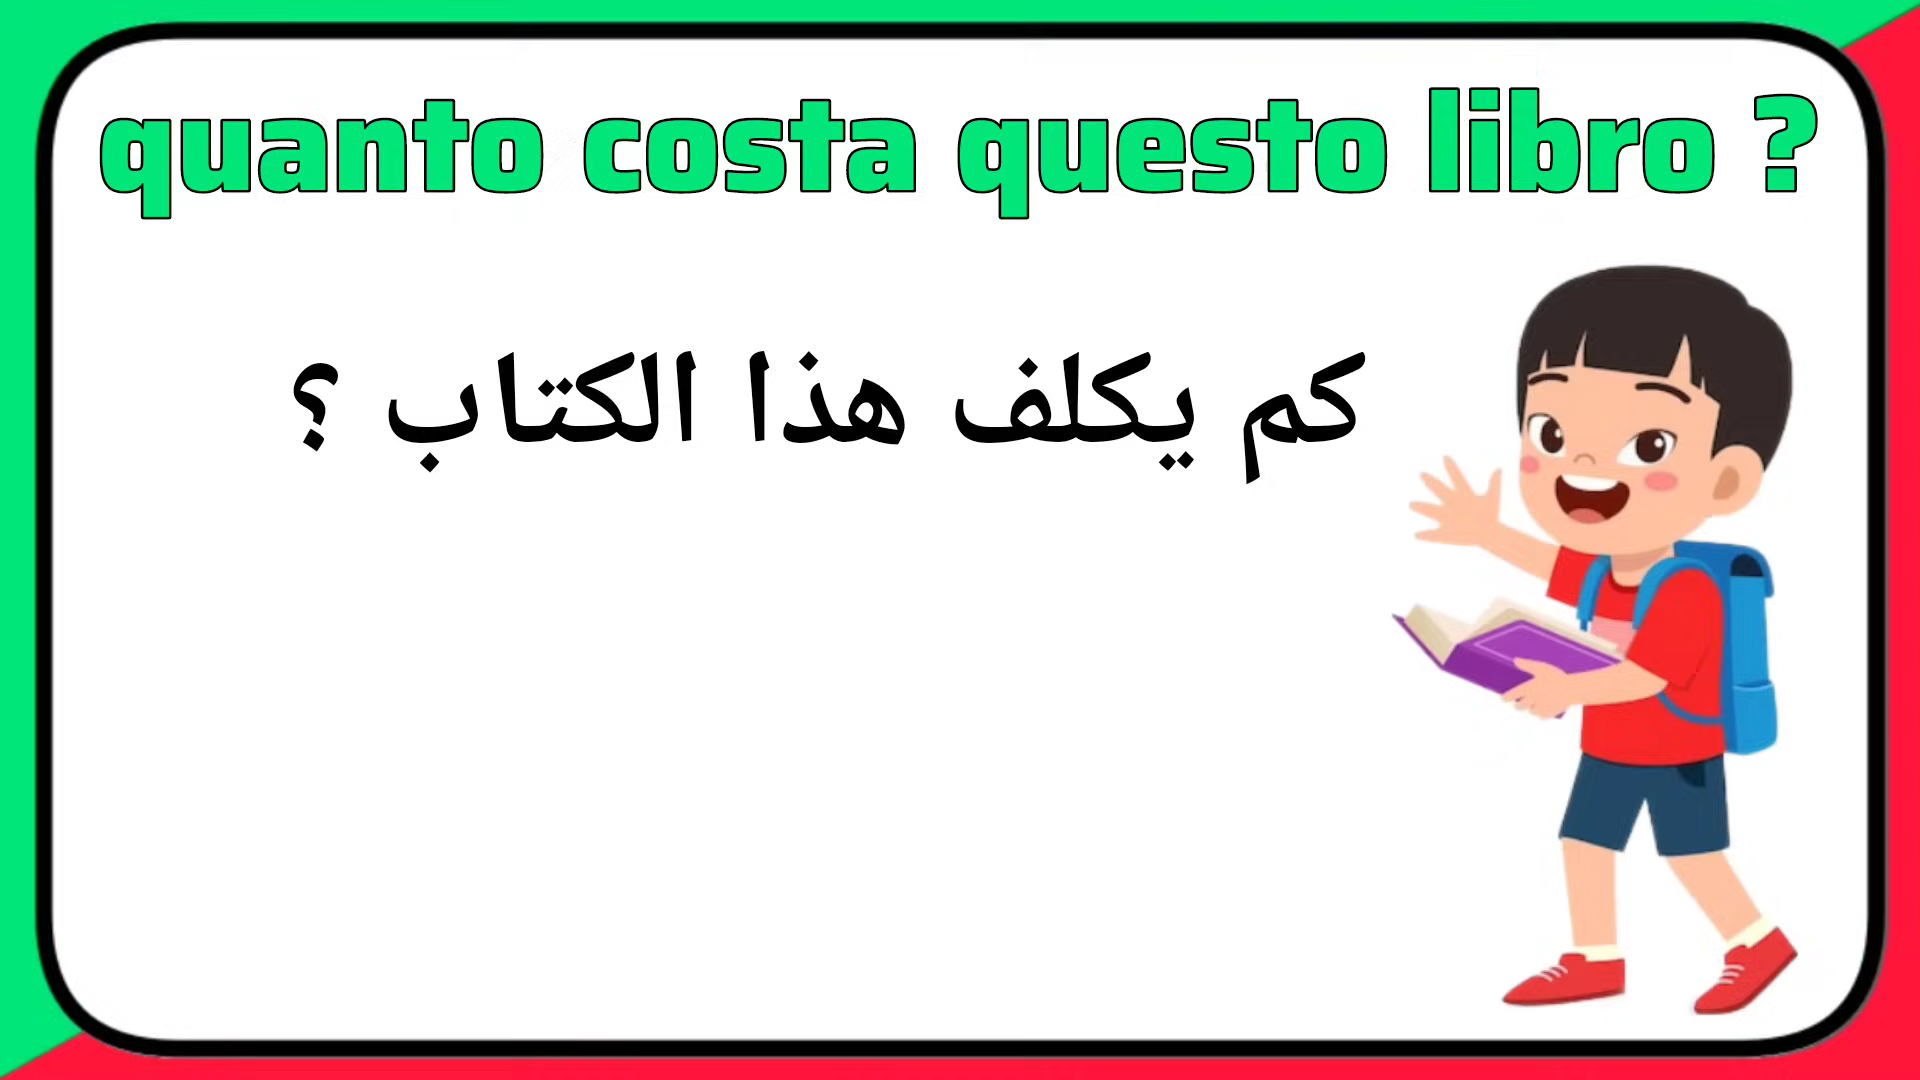 quanto costa questo libro ?
كم يكلف هذا الكتاب ؟